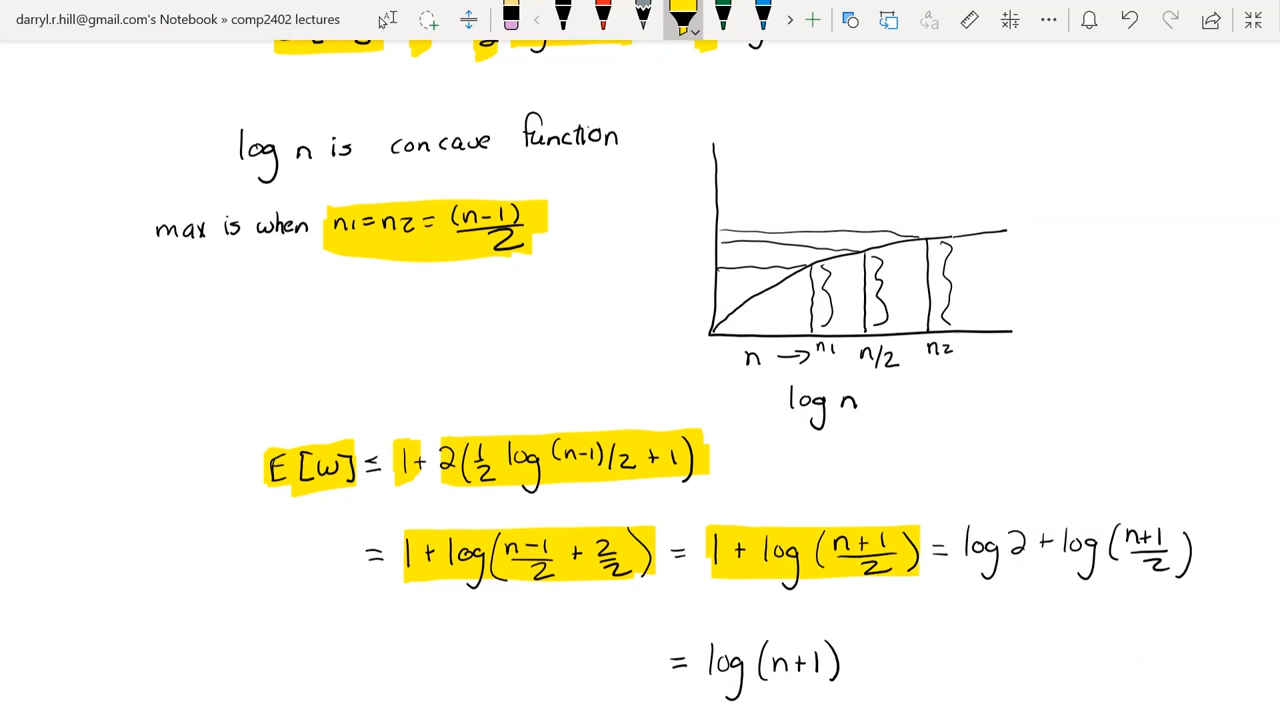 darryl.r.hill@gmail.com's Notebook » comp2402 lectures
log n is concave function
max is when n1 = n2 = (n-1)/2
n → n1 n/2 n2
log n
E[w] ≤ 1 + 2(1/2 log (n-1)/2 + 1)
= 1 + log(n-1/2 + 2/2) = 1 + log(n+1/2) = log 2 + log(n+1/2)
= log(n+1)